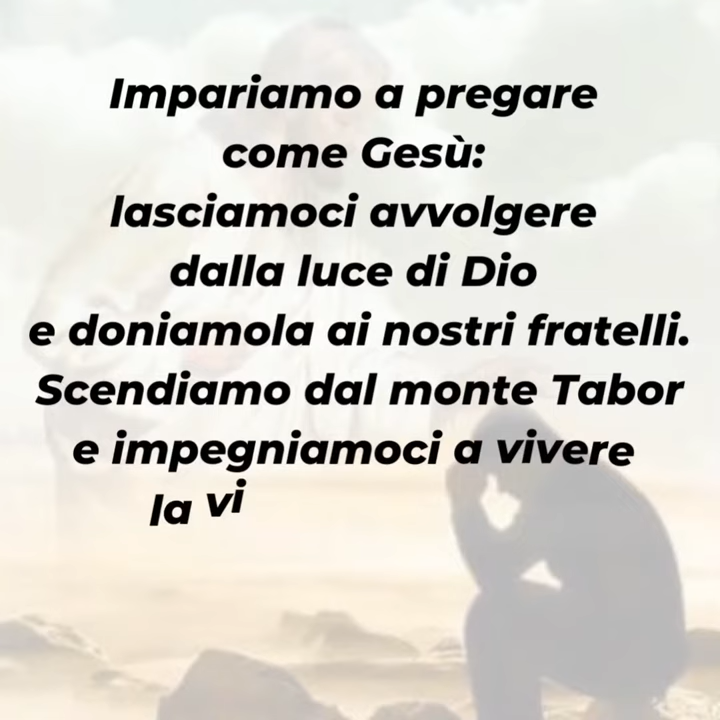 Impariamo a pregare
come Gesù:
lasciamoci avvolgere
dalla luce di Dio
e doniamola ai nostri fratelli.
Scendiamo dal monte Tabor
e impegniamoci a vivere
la vi